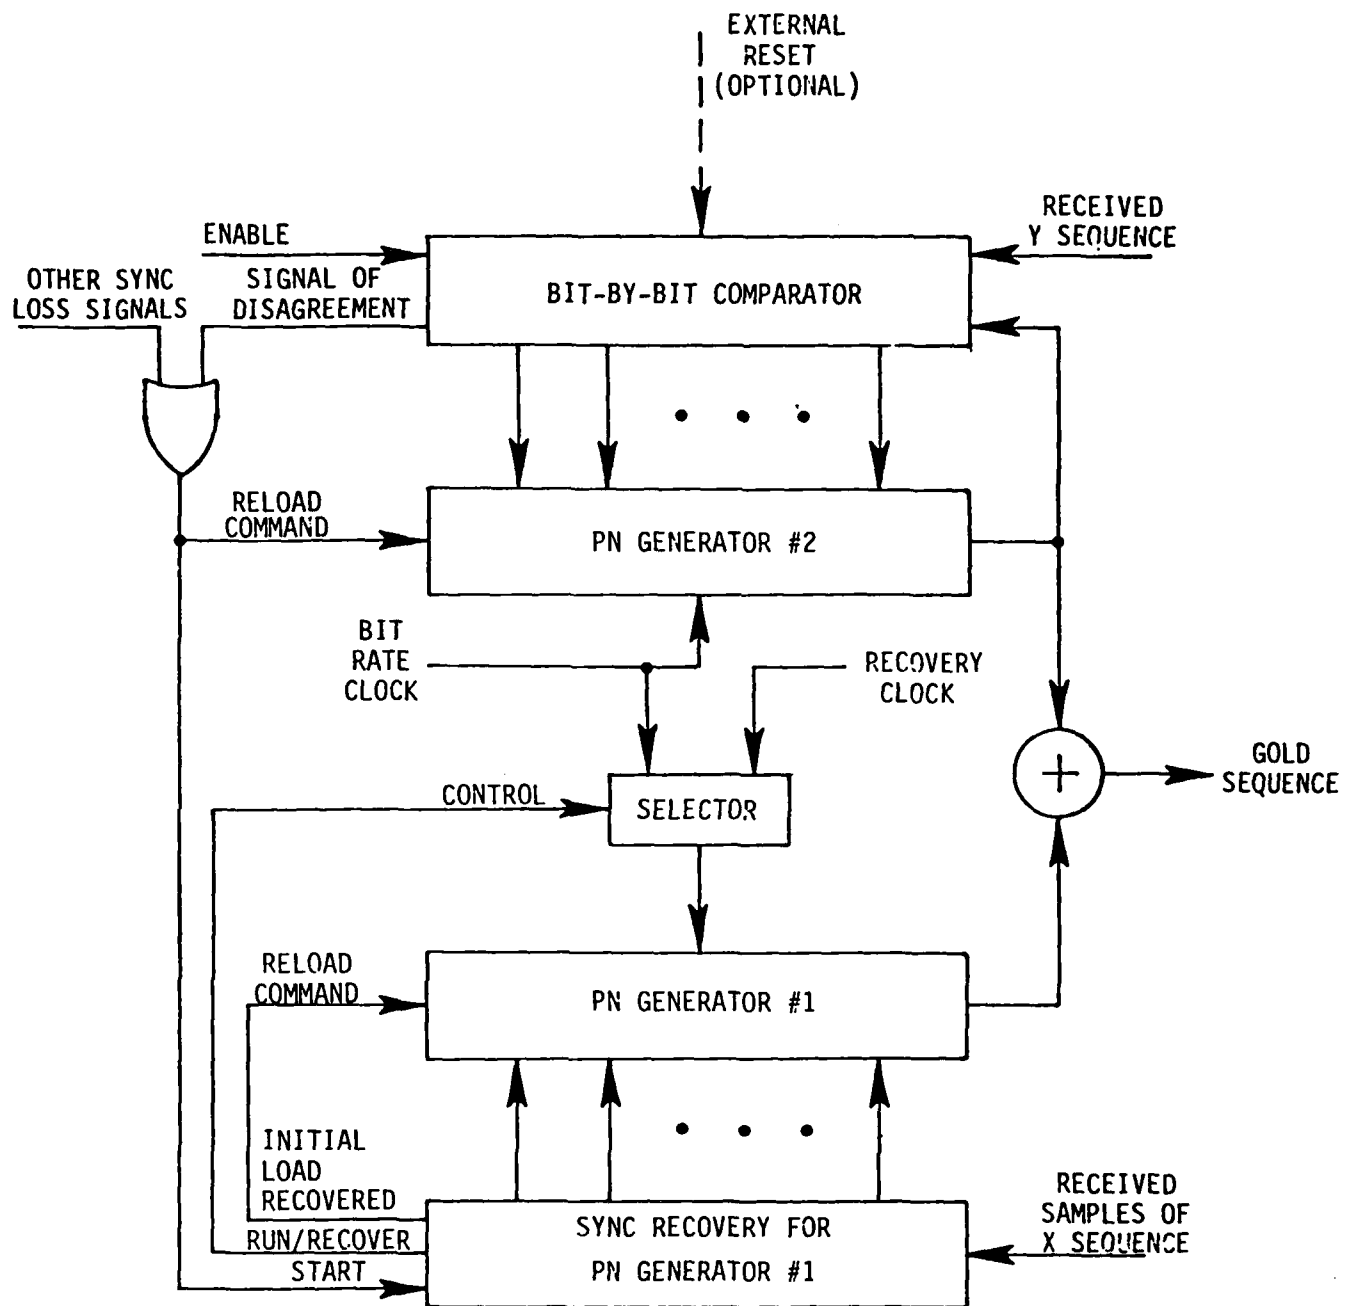 EXTERNAL
RESET
(OPTIONAL)
ENABLE
RECEIVED
Y SEQUENCE
OTHER SYNC
LOSS SIGNALS
SIGNAL OF
DISAGREEMENT
BIT-BY-BIT COMPARATOR
RELOAD
COMMAND
PN GENERATOR #2
BIT
RATE
CLOCK
RECOVERY
CLOCK
CONTROL
SELECTOR
+
GOLD
SEQUENCE
RELOAD
COMMAND
PN GENERATOR #1
INITIAL
LOAD
RECOVERED
RUN/RECOVER
START
SYNC RECOVERY FOR
PN GENERATOR #1
RECEIVED
SAMPLES OF
X SEQUENCE